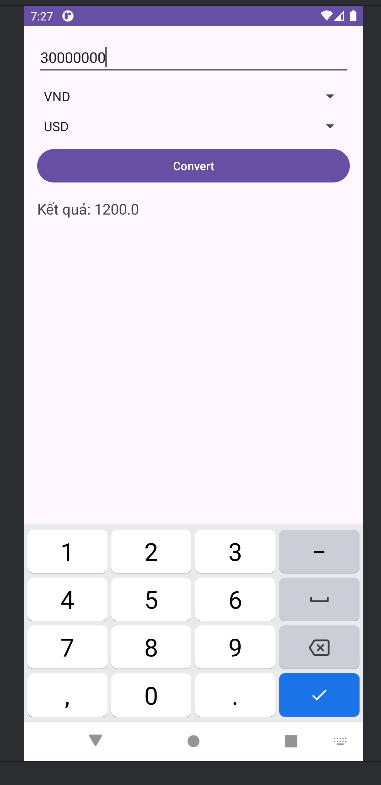 7:27
30000000
VND
USD
Convert
Kết quả: 1200.0
1 2 3 –
4 5 6
7 8 9
, 0 .